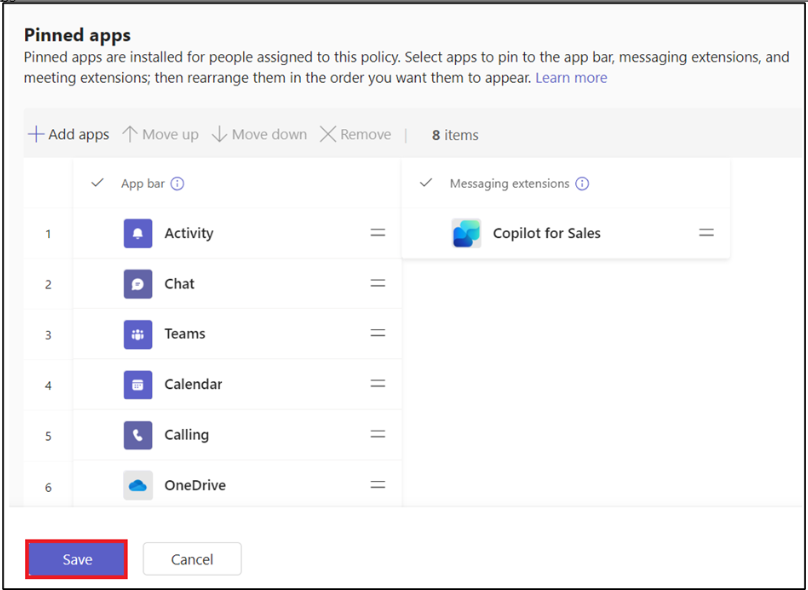 Pinned apps
Pinned apps are installed for people assigned to this policy. Select apps to pin to the app bar, messaging extensions, and
meeting extensions; then rearrange them in the order you want them to appear. Learn more
Add apps Move up Move down Remove | 8 items
App bar Messaging extensions
1 Activity Copilot for Sales
2 Chat
3 Teams
4 Calendar
5 Calling
6 OneDrive
Save Cancel